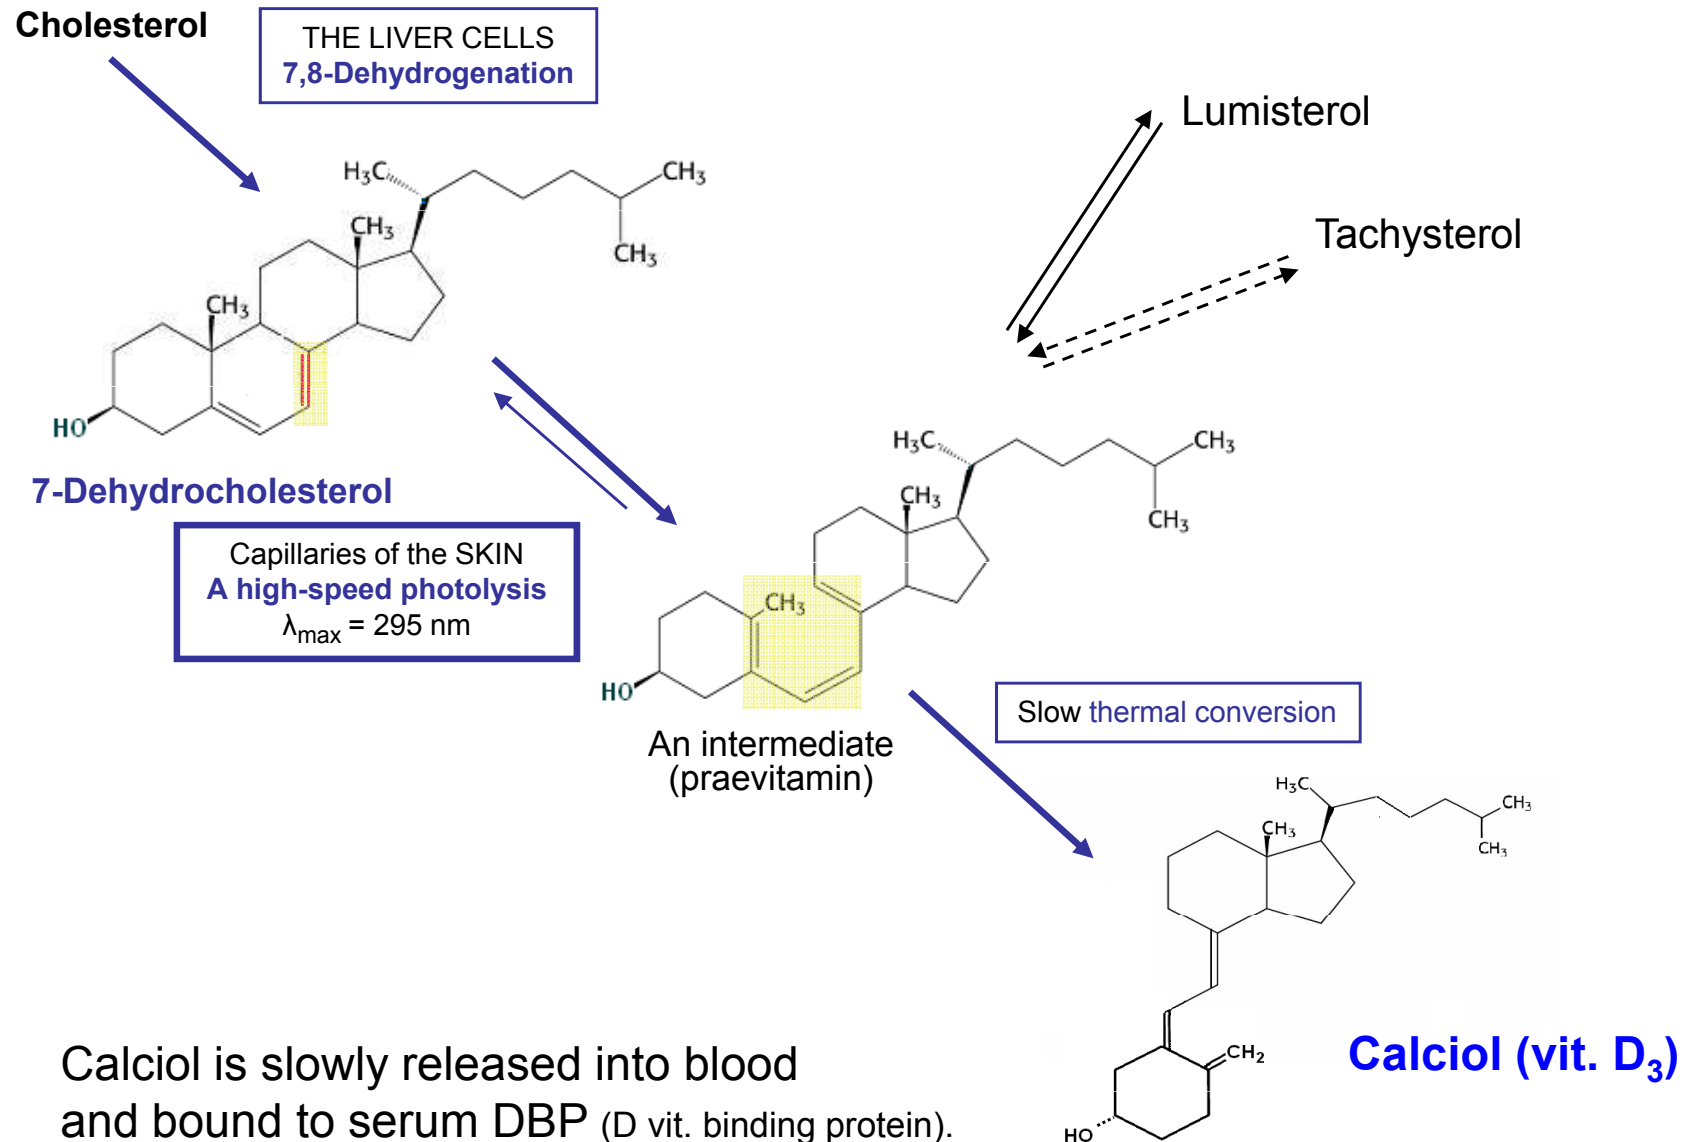 Cholesterol
THE LIVER CELLS
7,8-Dehydrogenation
Lumisterol
Tachysterol
H₃C
CH₃
CH₃
CH₃
CH₃
HO
7-Dehydrocholesterol
Capillaries of the SKIN
A high-speed photolysis
λmax = 295 nm
H₃C
CH₃
CH₃
CH₃
CH₃
HO
An intermediate
(praevitamin)
Slow thermal conversion
H₃C
CH₃
CH₃
CH₃
CH₂
HO
Calciol (vit. D₃)
Calciol is slowly released into blood
and bound to serum DBP (D vit. binding protein).